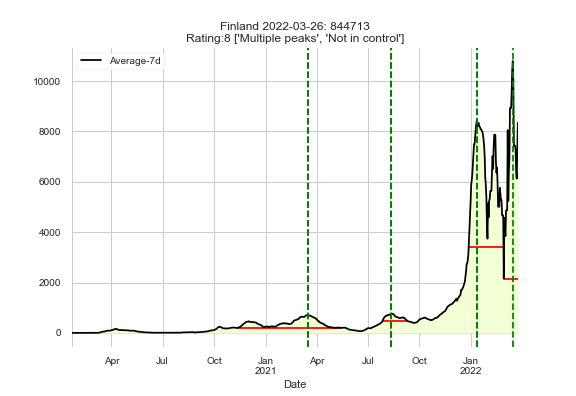 Finland 2022-03-26: 844713
Rating:8 ['Multiple peaks', 'Not in control']
Average-7d
10000
8000
6000
4000
2000
0
Apr Jul Oct Jan Apr Jul Oct Jan
2021 2022
Date